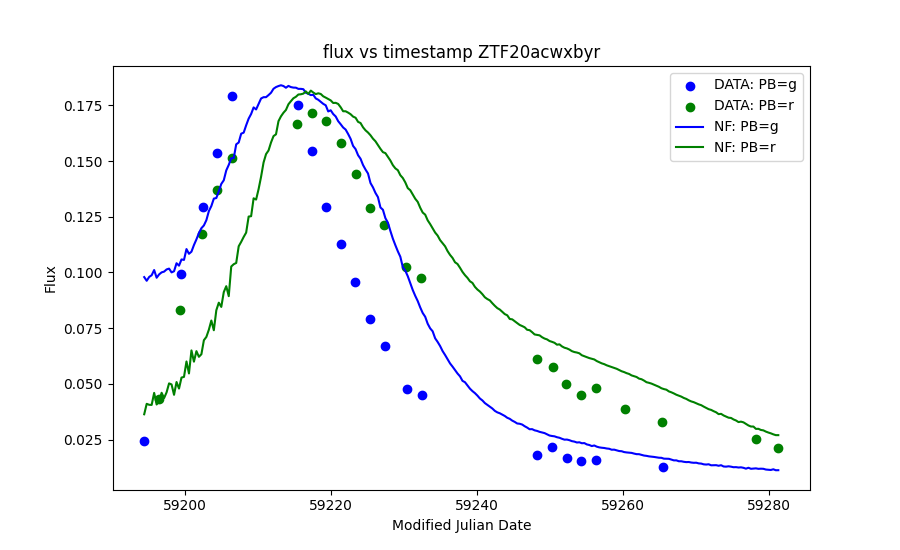 flux vs timestamp ZTF20acwxbyr
DATA: PB=g
DATA: PB=r
NF: PB=g
NF: PB=r
Flux
0.175
0.150
0.125
0.100
0.075
0.050
0.025
59200 59220 59240 59260 59280
Modified Julian Date